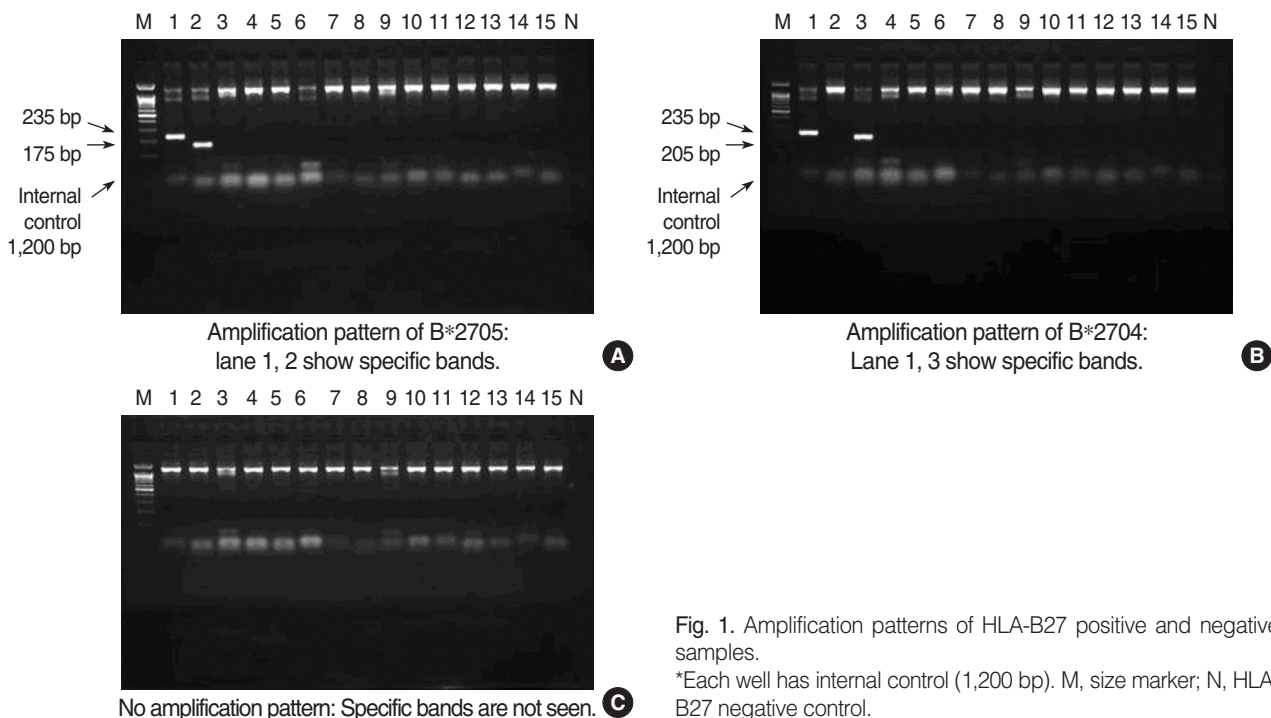 M 1 2 3 4 5 6 7 8 9 10 11 12 13 14 15 N
235 bp
175 bp
Internal
control
1,200 bp
Amplification pattern of B*2705:
lane 1, 2 show specific bands.
A
M 1 2 3 4 5 6 7 8 9 10 11 12 13 14 15 N
235 bp
205 bp
Internal
control
1,200 bp
Amplification pattern of B*2704:
Lane 1, 3 show specific bands.
B
M 1 2 3 4 5 6 7 8 9 10 11 12 13 14 15 N
No amplification pattern: Specific bands are not seen.
C
Fig. 1. Amplification patterns of HLA-B27 positive and negative
samples.
*Each well has internal control (1,200 bp). M, size marker; N, HLA-
B27 negative control.